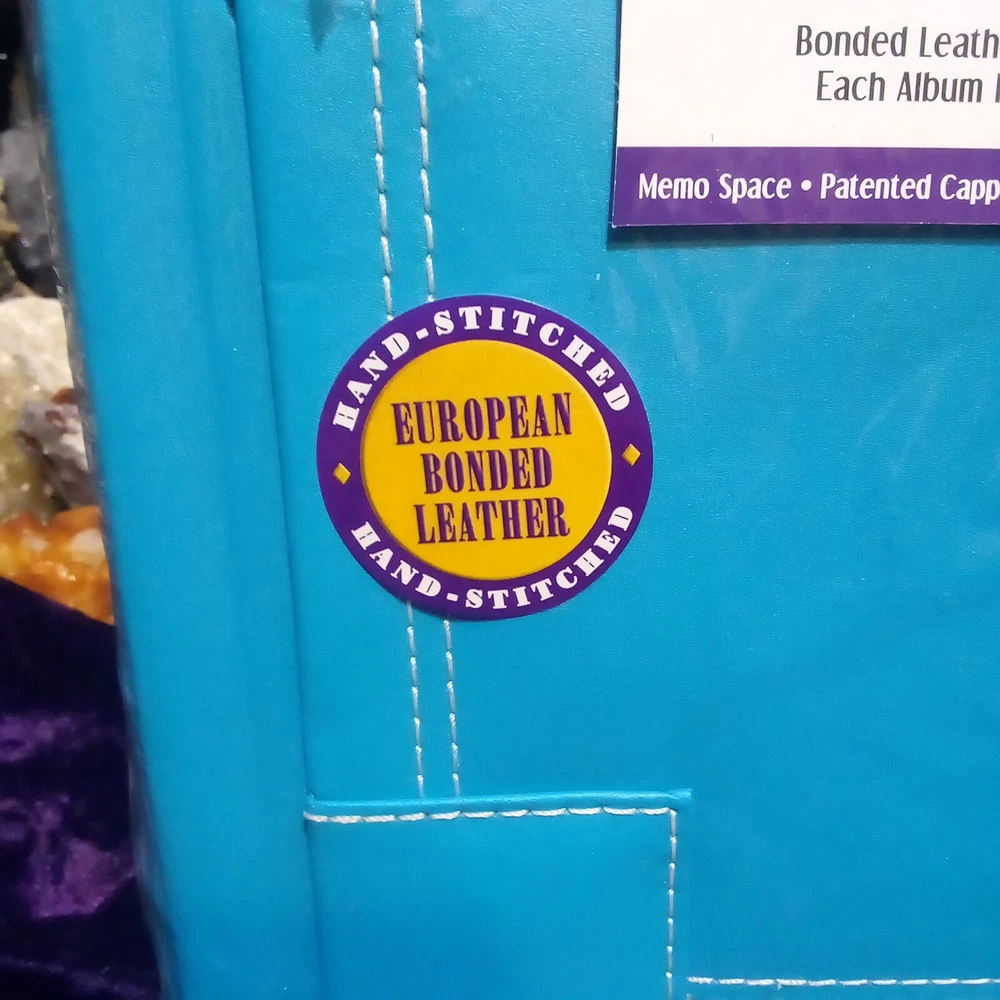 Bonded Leath
Each Album
Memo Space • Patented Capp
HAND-STITCHED
EUROPEAN
BONDED
LEATHER
HAND-STITCHED